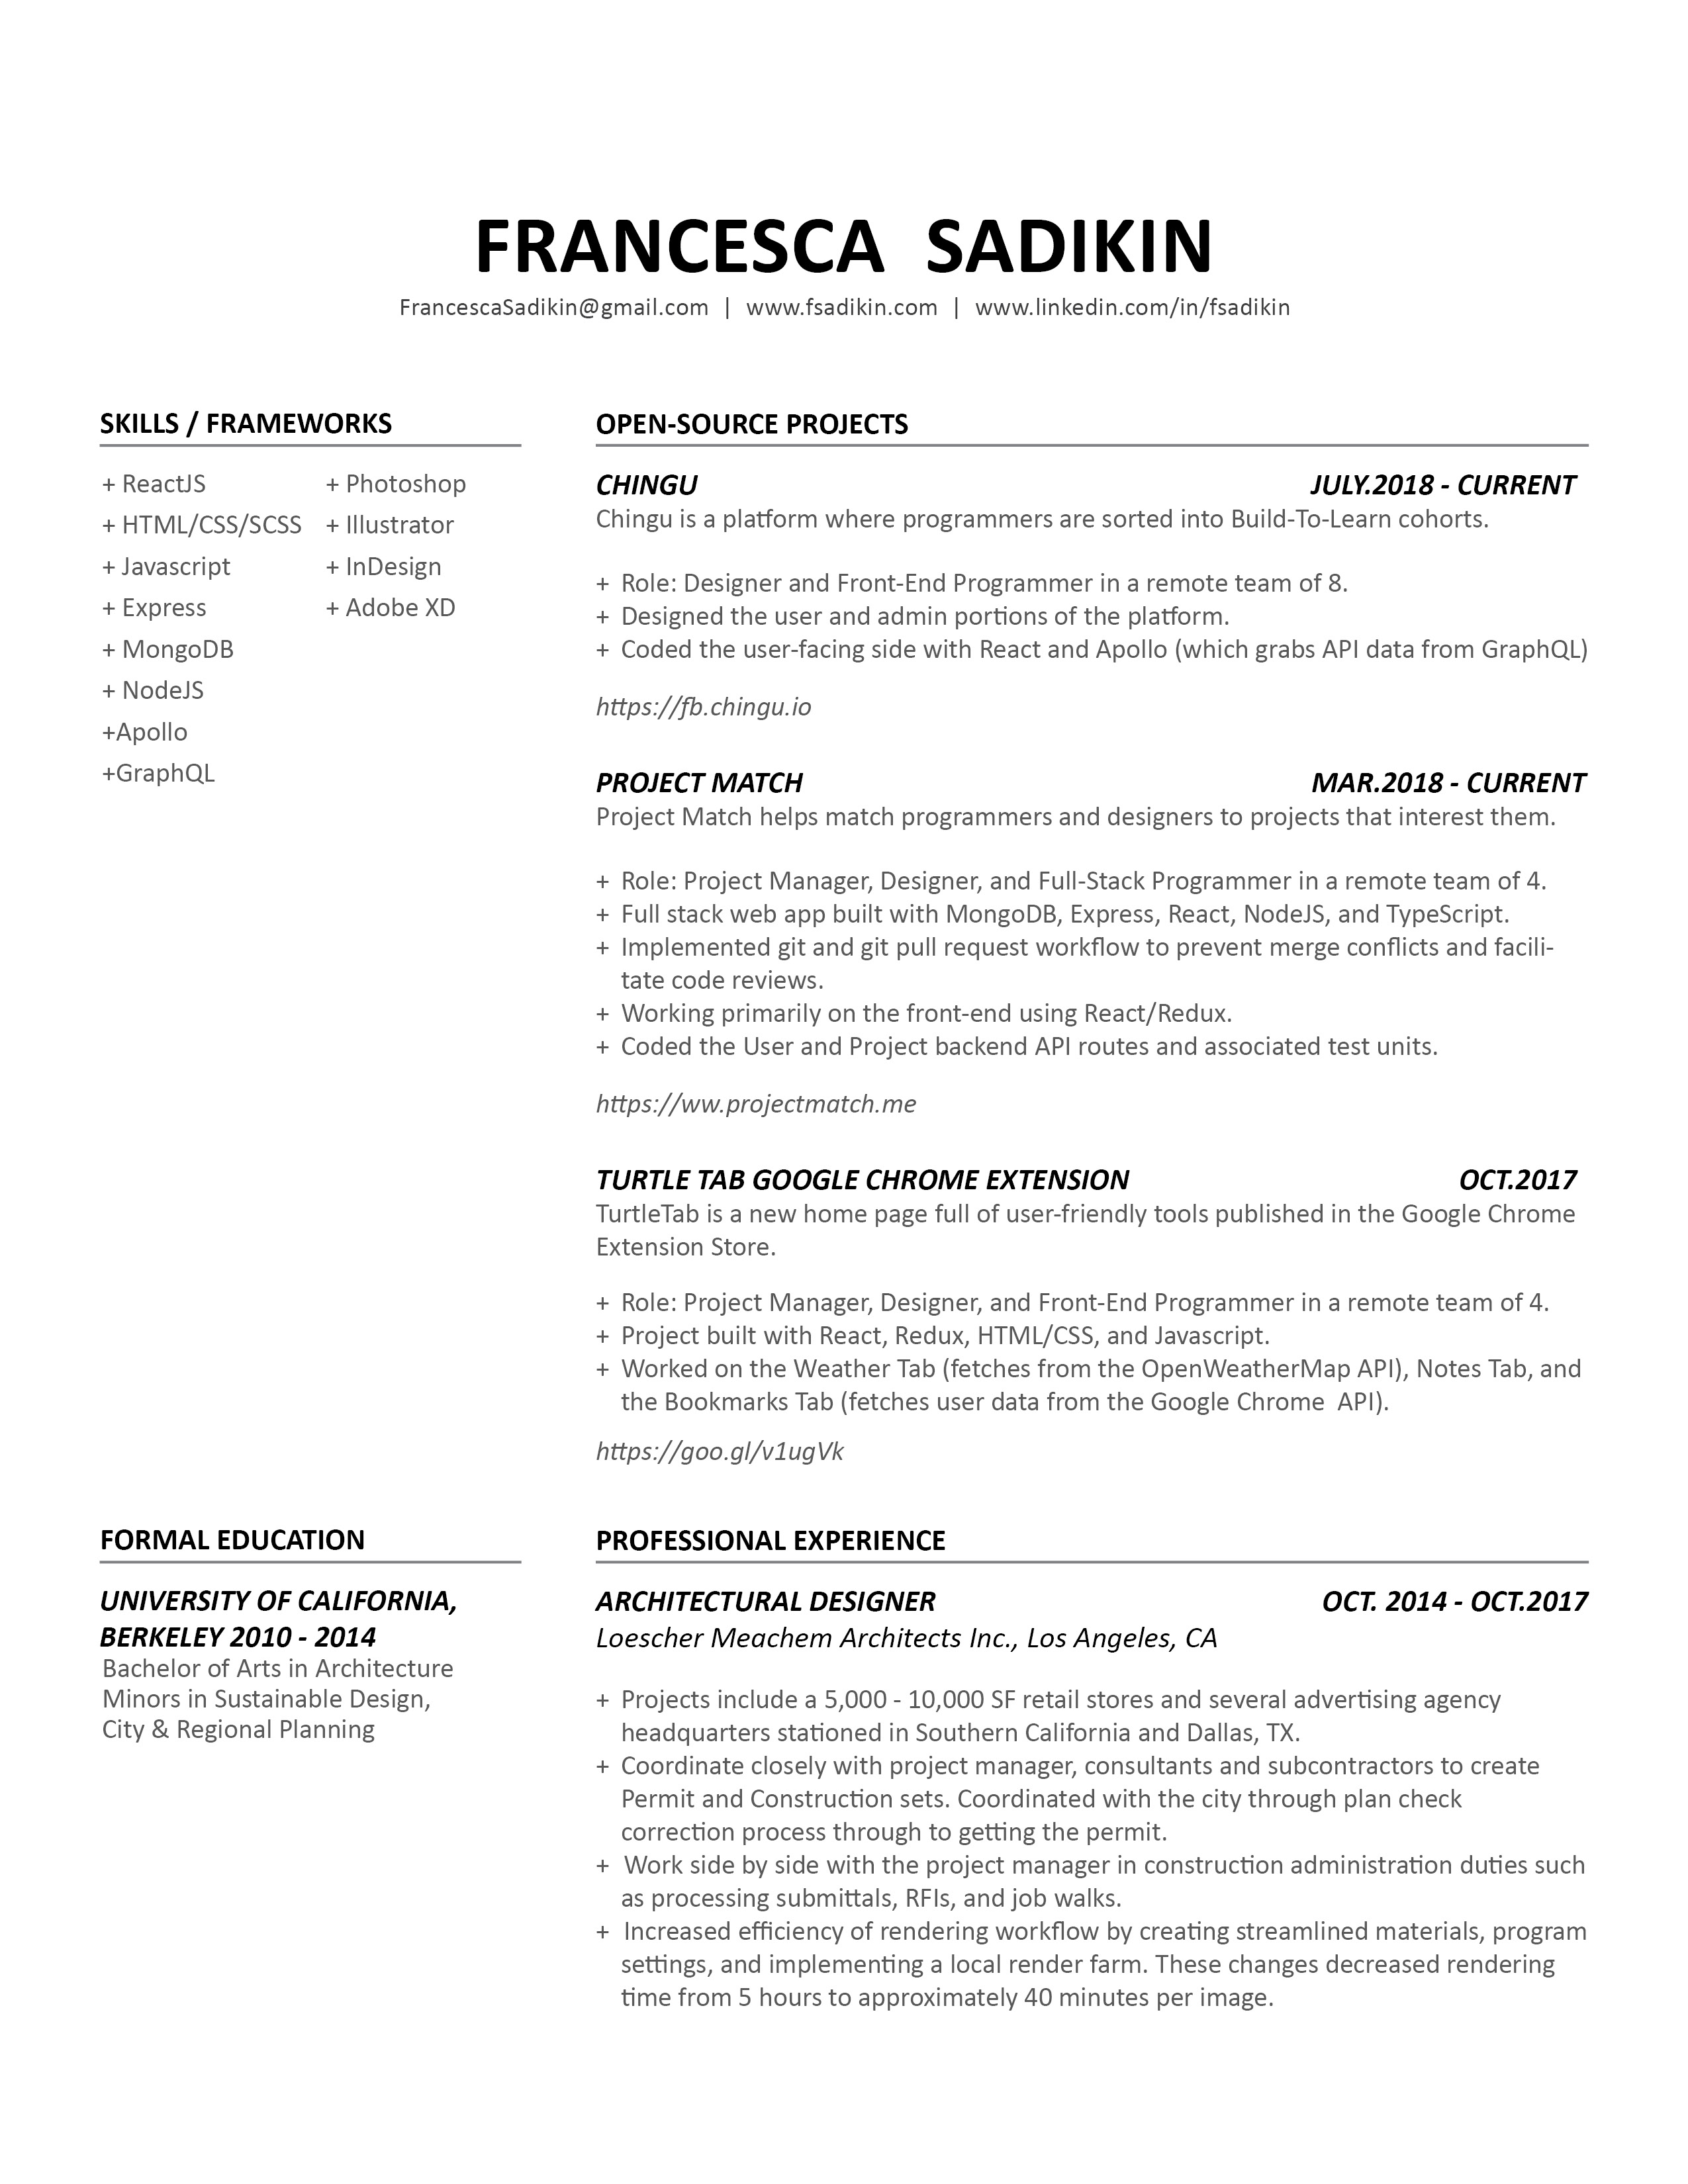 FRANCESCA SADIKIN
FrancescaSadikin@gmail.com | www.fsadikin.com | www.linkedin.com/in/fsadikin
SKILLS / FRAMEWORKS
+ ReactJS
+ HTML/CSS/SCSS
+ Javascript
+ Express
+ MongoDB
+ NodeJS
+Apollo
+GraphQL
+ Photoshop
+ Illustrator
+ InDesign
+ Adobe XD
OPEN-SOURCE PROJECTS
CHINGU JULY.2018 - CURRENT
Chingu is a platform where programmers are sorted into Build-To-Learn cohorts.
+ Role: Designer and Front-End Programmer in a remote team of 8.
+ Designed the user and admin portions of the platform.
+ Coded the user-facing side with React and Apollo (which grabs API data from GraphQL)
https://fb.chingu.io
PROJECT MATCH MAR.2018 - CURRENT
Project Match helps match programmers and designers to projects that interest them.
+ Role: Project Manager, Designer, and Full-Stack Programmer in a remote team of 4.
+ Full stack web app built with MongoDB, Express, React, NodeJS, and TypeScript.
+ Implemented git and git pull request workflow to prevent merge conflicts and facili-
tate code reviews.
+ Working primarily on the front-end using React/Redux.
+ Coded the User and Project backend API routes and associated test units.
https://ww.projectmatch.me
TURTLE TAB GOOGLE CHROME EXTENSION OCT.2017
TurtleTab is a new home page full of user-friendly tools published in the Google Chrome
Extension Store.
+ Role: Project Manager, Designer, and Front-End Programmer in a remote team of 4.
+ Project built with React, Redux, HTML/CSS, and Javascript.
+ Worked on the Weather Tab (fetches from the OpenWeatherMap API), Notes Tab, and
the Bookmarks Tab (fetches user data from the Google Chrome API).
https://goo.gl/v1ugVk
FORMAL EDUCATION
UNIVERSITY OF CALIFORNIA,
BERKELEY 2010 - 2014
Bachelor of Arts in Architecture
Minors in Sustainable Design,
City & Regional Planning
PROFESSIONAL EXPERIENCE
ARCHITECTURAL DESIGNER OCT. 2014 - OCT.2017
Loescher Meachem Architects Inc., Los Angeles, CA
+ Projects include a 5,000 - 10,000 SF retail stores and several advertising agency
headquarters stationed in Southern California and Dallas, TX.
+ Coordinate closely with project manager, consultants and subcontractors to create
Permit and Construction sets. Coordinated with the city through plan check
correction process through to getting the permit.
+ Work side by side with the project manager in construction administration duties such
as processing submittals, RFIs, and job walks.
+ Increased efficiency of rendering workflow by creating streamlined materials, program
settings, and implementing a local render farm. These changes decreased rendering
time from 5 hours to approximately 40 minutes per image.